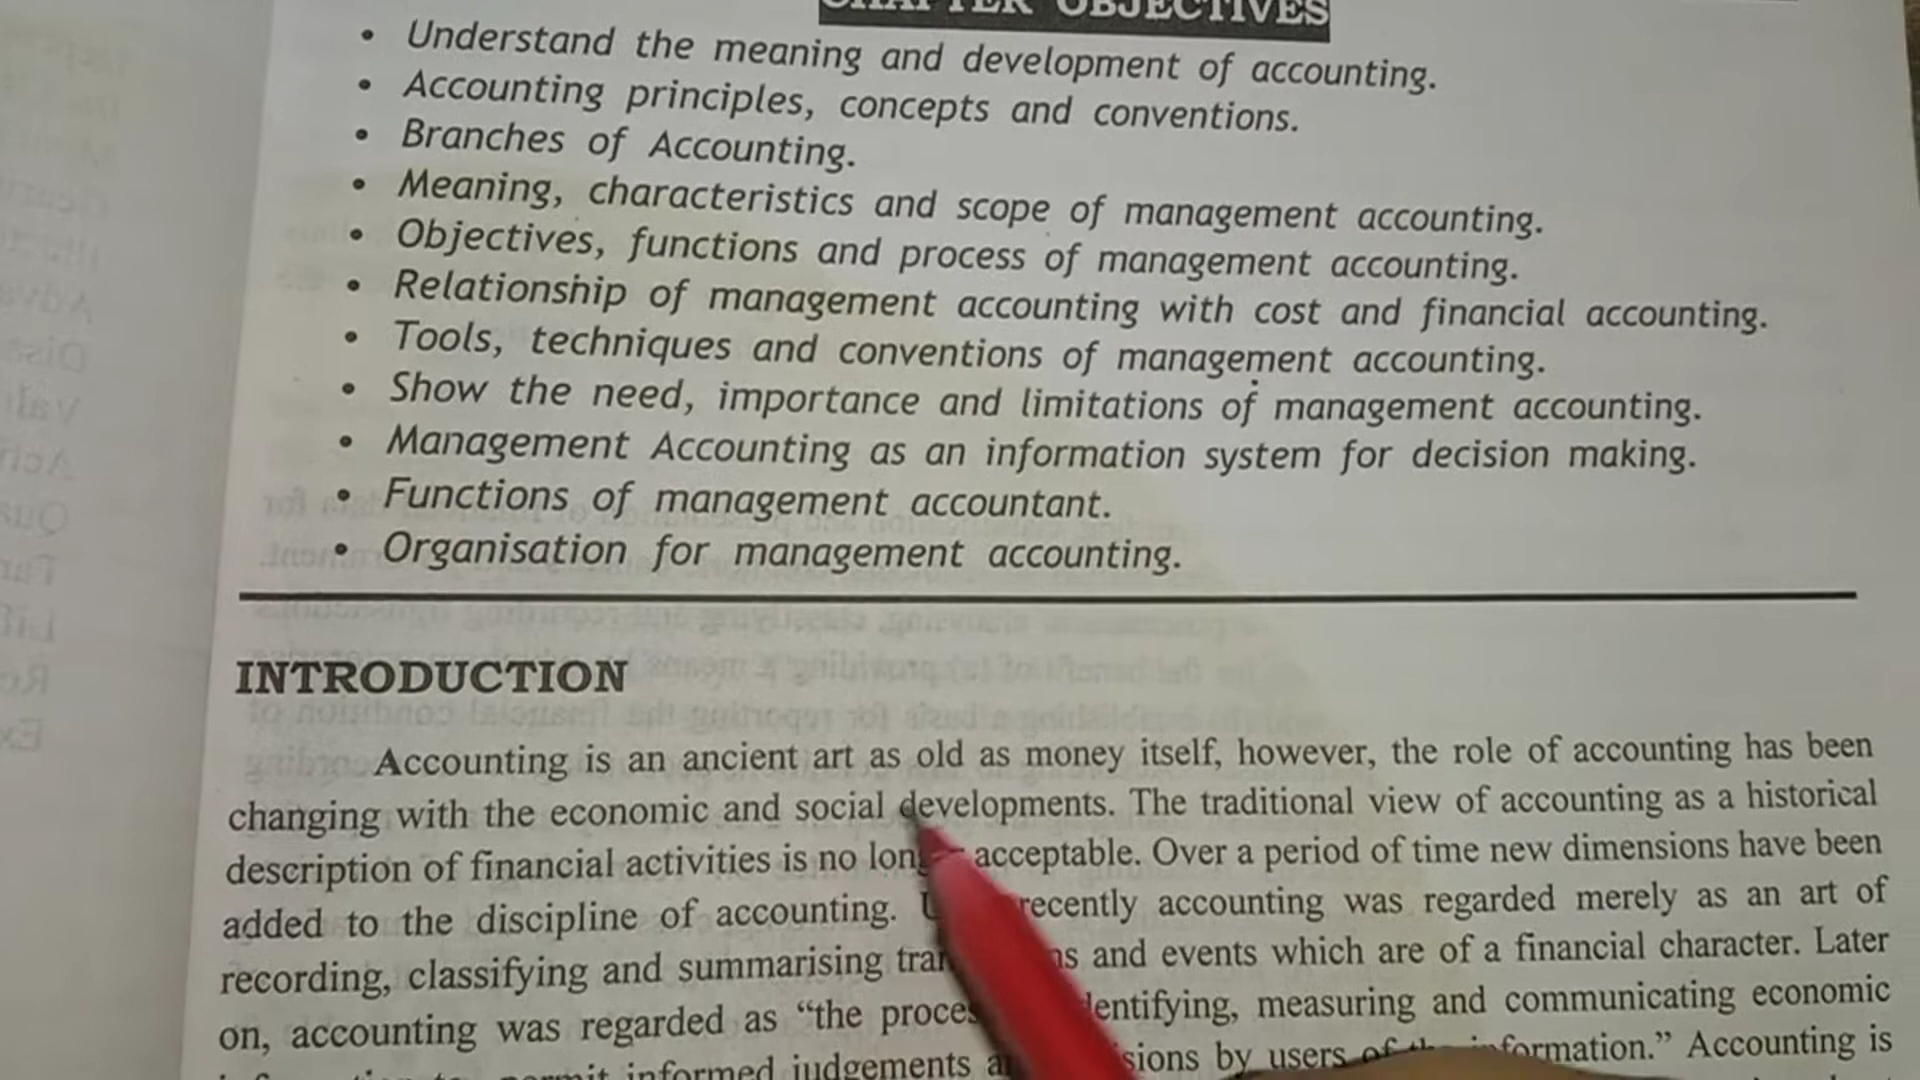 CHAPTER OBJECTIVES
• Understand the meaning and development of accounting.
• Accounting principles, concepts and conventions.
• Branches of Accounting.
• Meaning, characteristics and scope of management accounting.
• Objectives, functions and process of management accounting.
• Relationship of management accounting with cost and financial accounting.
• Tools, techniques and conventions of management accounting.
• Show the need, importance and limitations of management accounting.
• Management Accounting as an information system for decision making.
• Functions of management accountant.
• Organisation for management accounting.
INTRODUCTION
Accounting is an ancient art as old as money itself, however, the role of accounting has been
changing with the economic and social developments. The traditional view of accounting as a historical
description of financial activities is no acceptable. Over a period of time new dimensions have been
added to the discipline of accounting. recently accounting was regarded merely as an art of
recording, classifying and summarising and events which are of a financial character. Later
on, accounting was regarded as “the measuring and communicating economic
permit informed judgements by users of Accounting is